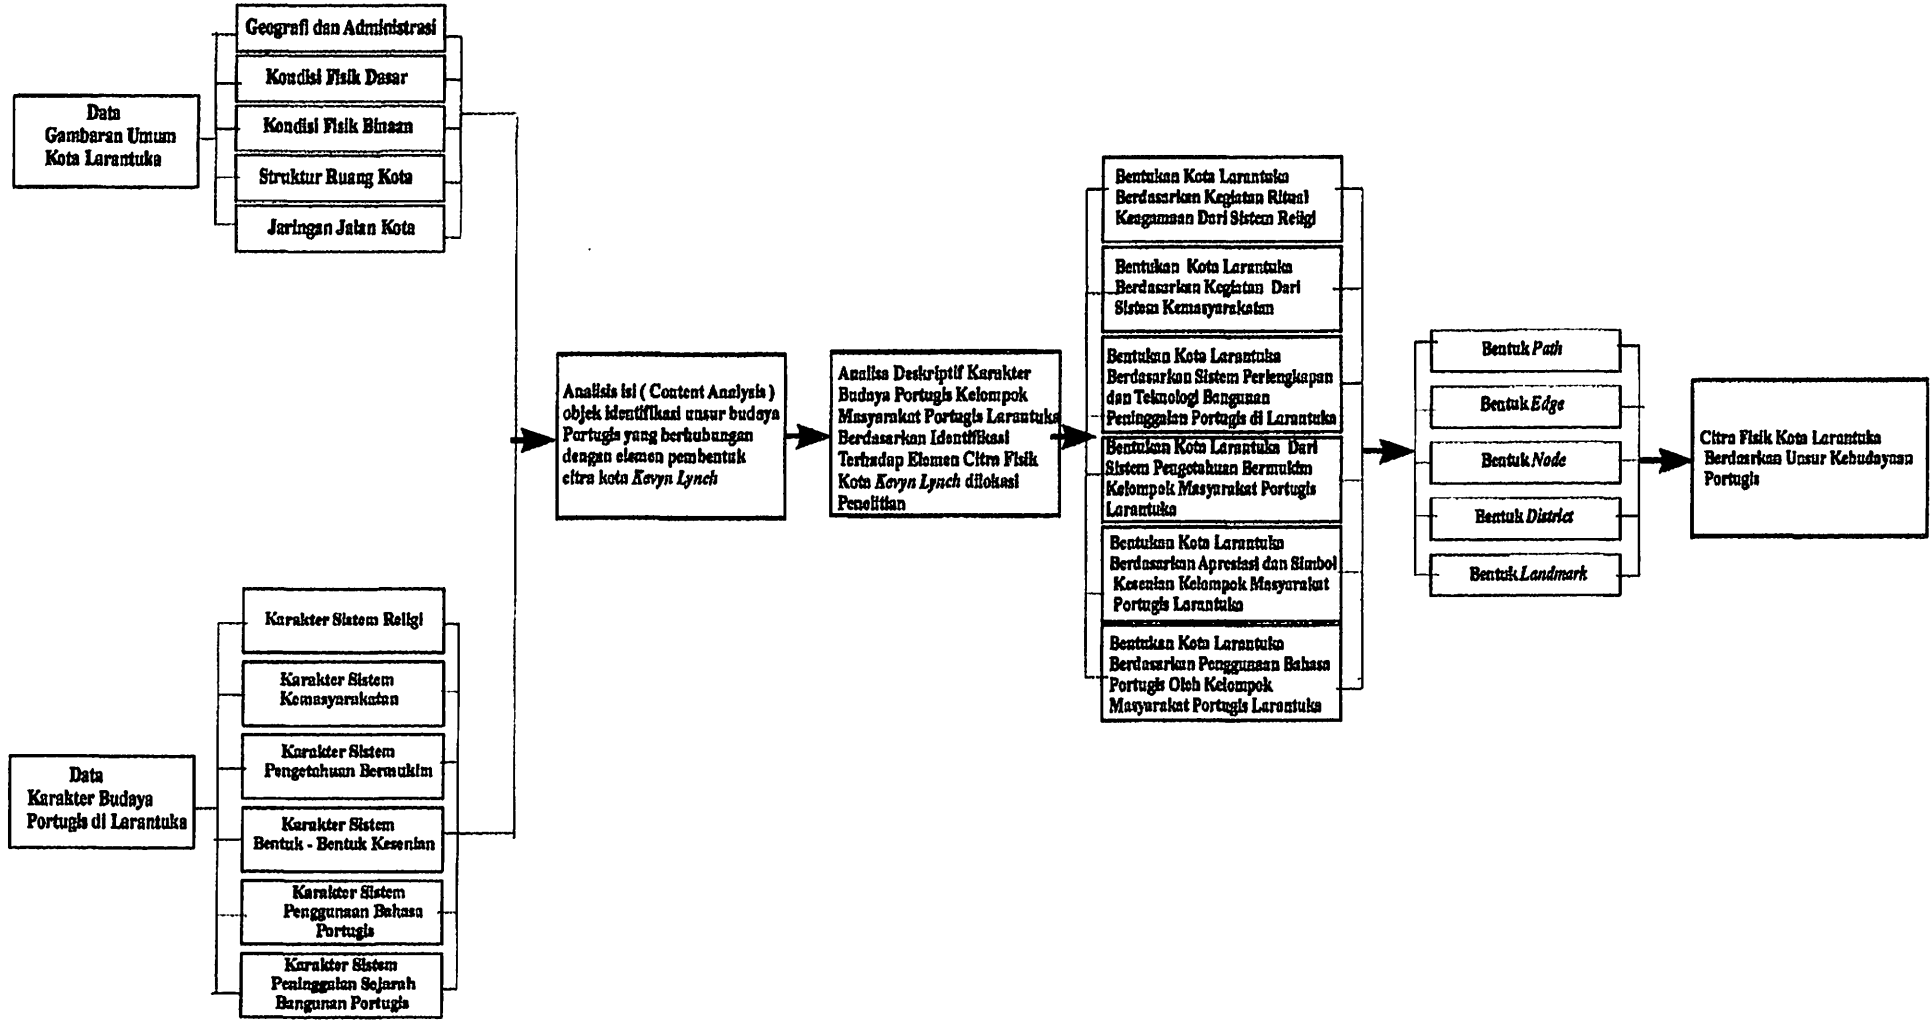 Data
Gambaran Umum
Kota Larantuka
Geografi dan Administrasi
Kondisi Fisik Dasar
Kondisi Fisik Binaan
Struktur Ruang Kota
Jaringan Jalan Kota
Data
Karakter Budaya
Portugis di Larantuka
Karakter Sistem Religi
Karakter Sistem
Kemasyarakatan
Karakter Sistem
Pengetahuan Bermukim
Karakter Sistem
Bentuk - Bentuk Kesenian
Karakter Sistem
Penggunaan Bahasa
Portugis
Karakter Sistem
Peninggalan Sejarah
Bangunan Portugis
Analisis isi ( Content Analysis )
objek identifikasi unsur budaya
Portugis yang berhubungan
dengan elemen pembentuk
citra kota Kevyn Lynch
Analisa Deskriptif Karakter
Budaya Portugis Kelompok
Masyarakat Portugis Larantuka
Berdasarkan Identifikasi
Terhadap Elemen Citra Fisik
Kota Kevyn Lynch dilokasi
Penelitian
Bentukan Kota Larantuka
Berdasarkan Kegiatan Ritual
Keagamaan Dari Sistem Religi
Bentukan Kota Larantuka
Berdasarkan Kegiatan Dari
Sistem Kemasyarakatan
Bentukan Kota Larantuka
Berdasarkan Sistem Perlengkapan
dan Teknologi Bangunan
Peninggalan Portugis di Larantuka
Bentukan Kota Larantuka Dari
Sistem Pengetahuan Bermukim
Kelompok Masyarakat Portugis
Larantuka
Bentukan Kota Larantuka
Berdasarkan Apresiasi dan Simbol
Kesenian Kelompok Masyarakat
Portugis Larantuka
Bentukan Kota Larantuka
Berdasarkan Penggunaan Bahasa
Portugis Oleh Kelompok
Masyarakat Portugis Larantuka
Bentuk Path
Bentuk Edge
Bentuk Node
Bentuk District
Bentuk Landmark
Citra Fisik Kota Larantuka
Berdasrkan Unsur Kebudayaan
Portugis